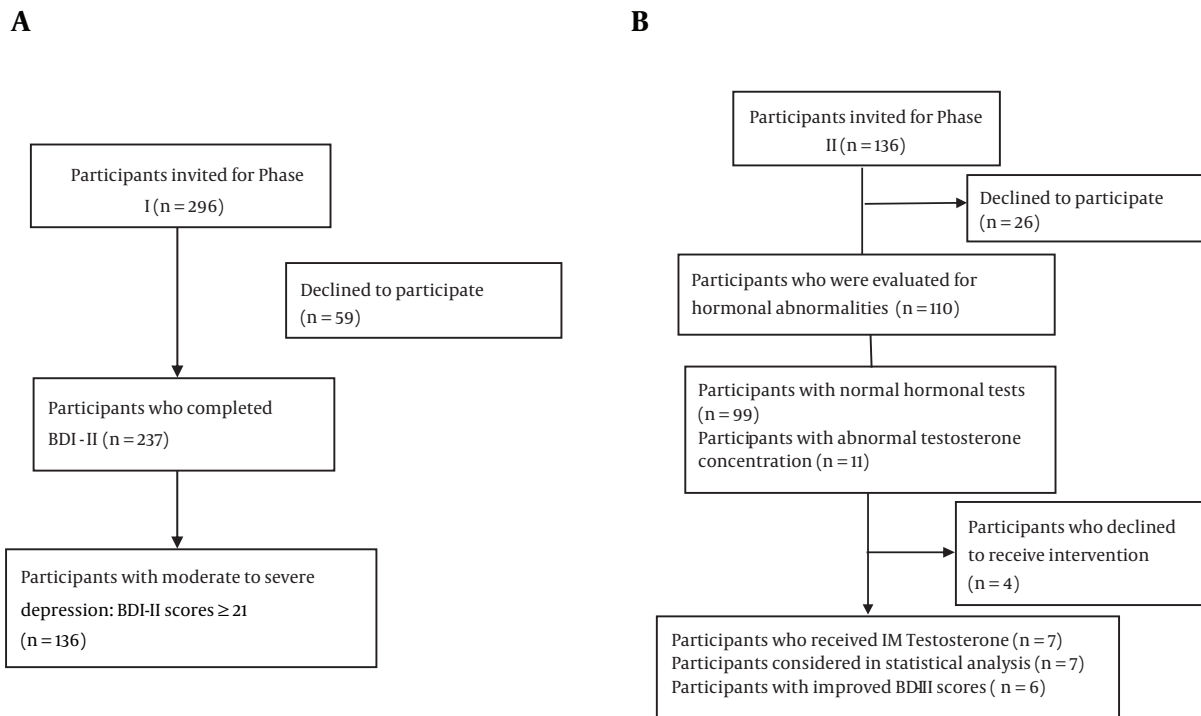 A
Participants invited for Phase
I (n = 296)
Declined to participate
(n = 59)
Participants who completed
BDI - II (n = 237)
Participants with moderate to severe
depression: BDI-II scores ≥ 21
(n = 136)
B
Participants invited for Phase
II (n = 136)
Declined to participate
(n = 26)
Participants who were evaluated for
hormonal abnormalities (n = 110)
Participants with normal hormonal tests
(n = 99)
Participants with abnormal testosterone
concentration (n = 11)
Participants who declined
to receive intervention
(n = 4)
Participants who received IM Testosterone (n = 7)
Participants considered in statistical analysis (n = 7)
Participants with improved BD-III scores ( n = 6)